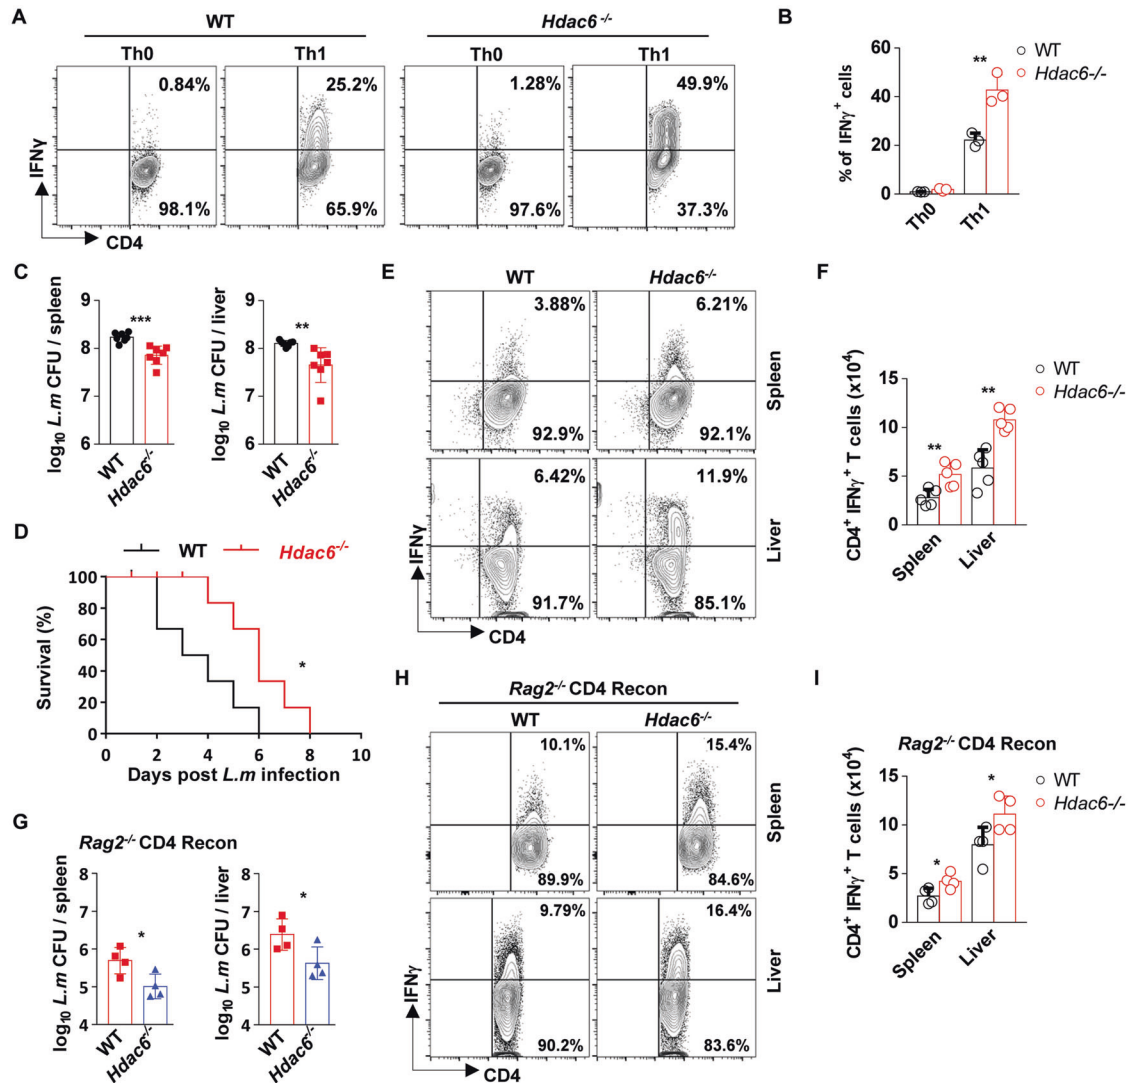 A
WT
Hdac6-/-
Th0
Th1
Th0
Th1
0.84%
25.2%
1.28%
49.9%
98.1%
65.9%
97.6%
37.3%
IFNγ
CD4
B
% of IFNγ+ cells
60
40
20
0
Th0
Th1
**
WT
Hdac6-/-
C
log10 L.m CFU / spleen
9
8
7
6
***
WT
Hdac6-/-
log10 L.m CFU / liver
9
8
7
6
**
WT
Hdac6-/-
D
WT
Hdac6-/-
Survival (%)
100
80
60
40
20
0
*
0 2 4 6 8 10
Days post L.m infection
E
WT
Hdac6-/-
3.88%
6.21%
Spleen
92.9%
92.1%
6.42%
11.9%
Liver
91.7%
85.1%
IFNγ
CD4
F
CD4+ IFNγ+ T cells (x104)
15
10
5
0
**
**
Spleen
Liver
WT
Hdac6-/-
G
Rag2-/- CD4 Recon
log10 L.m CFU / spleen
8
7
6
5
4
*
WT
Hdac6-/-
log10 L.m CFU / liver
8
7
6
5
4
*
WT
Hdac6-/-
H
Rag2-/- CD4 Recon
WT
Hdac6-/-
10.1%
15.4%
Spleen
89.9%
84.6%
9.79%
16.4%
Liver
90.2%
83.6%
IFNγ
CD4
I
Rag2-/- CD4 Recon
CD4+ IFNγ+ T cells (x104)
15
10
5
0
*
*
Spleen
Liver
WT
Hdac6-/-